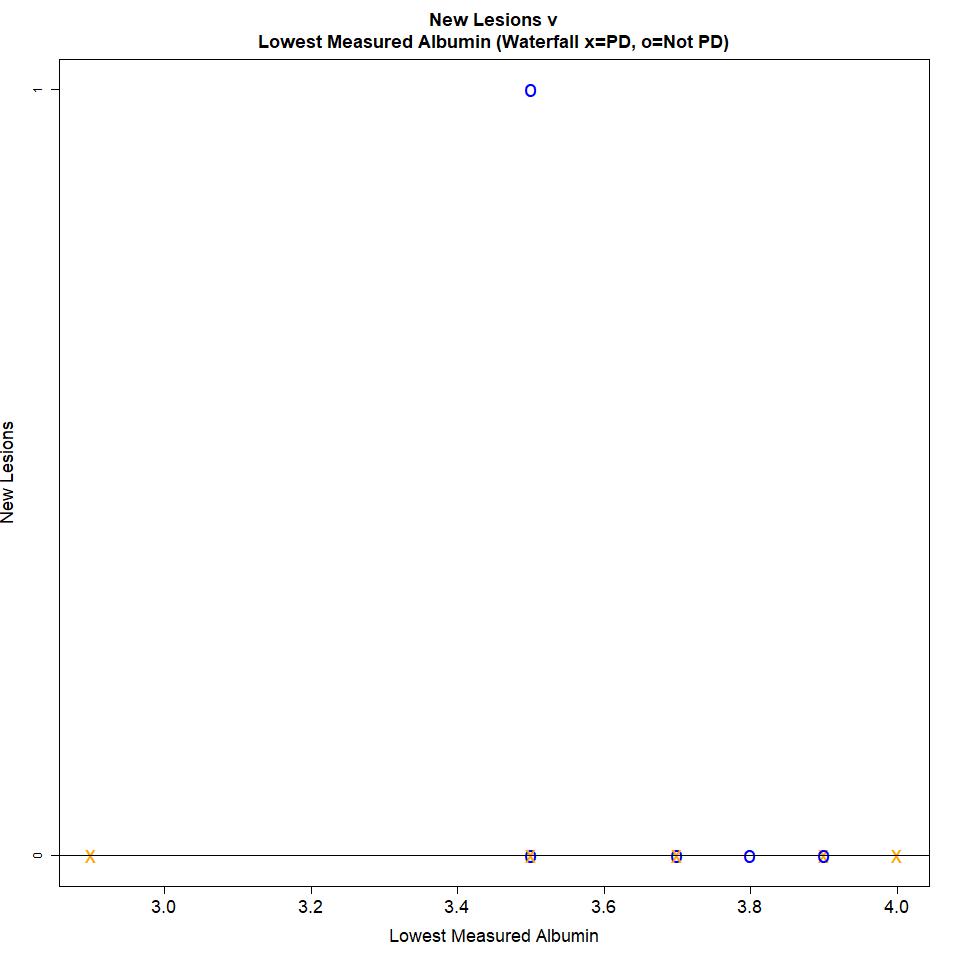 New Lesions v
Lowest Measured Albumin (Waterfall x=PD, o=Not PD)
New Lesions
1
0
3.0 3.2 3.4 3.6 3.8 4.0
Lowest Measured Albumin